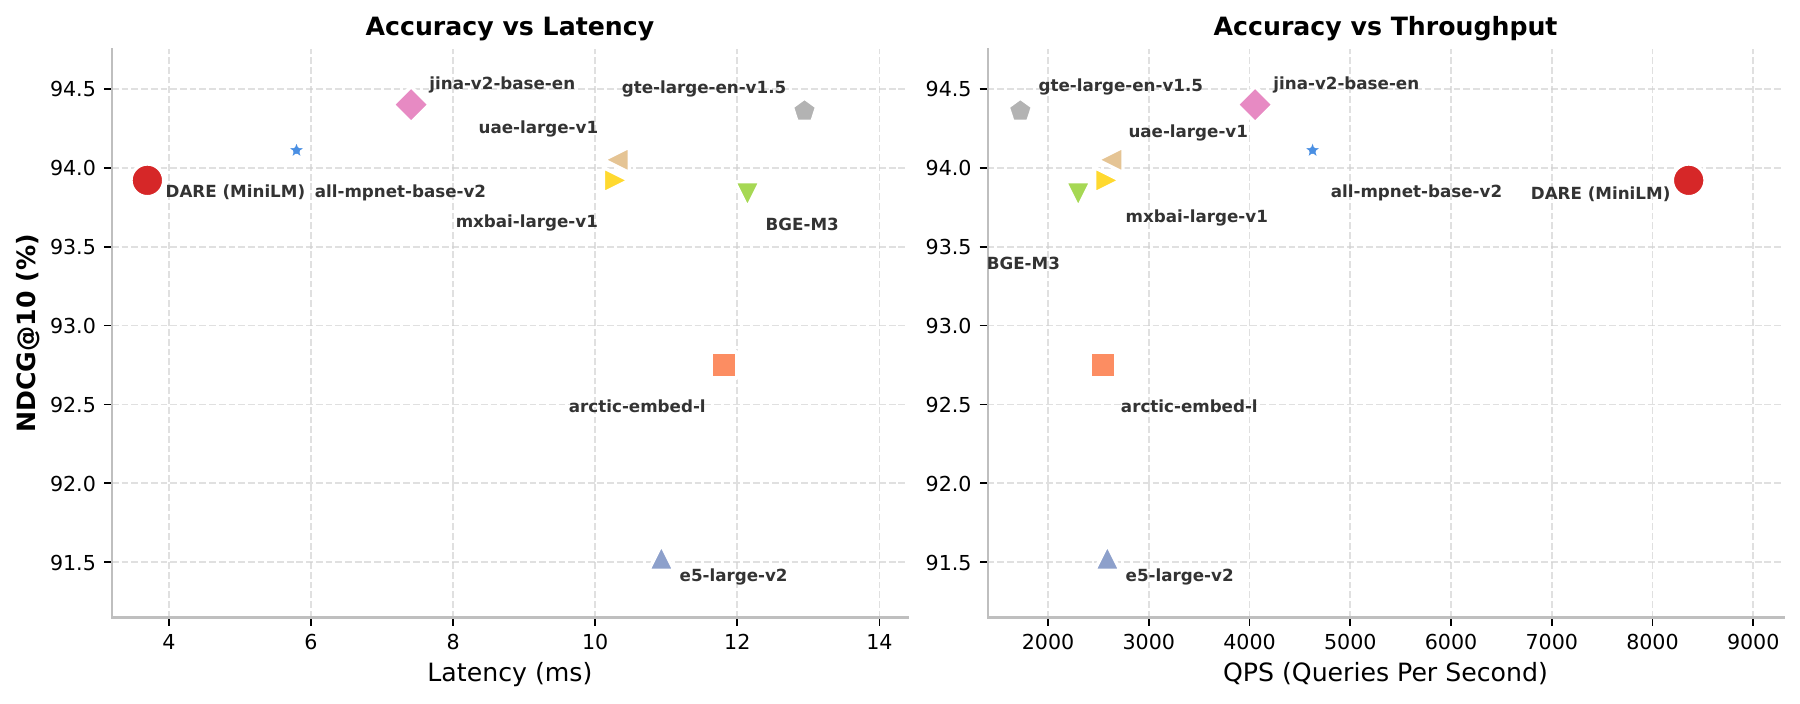 Accuracy vs Latency
NDCG@10 (%)
94.5
94.0
93.5
93.0
92.5
92.0
91.5
jina-v2-base-en
gte-large-en-v1.5
uae-large-v1
DARE (MiniLM)
all-mpnet-base-v2
mxbai-large-v1
BGE-M3
arctic-embed-l
e5-large-v2
4
6
8
10
12
14
Latency (ms)
Accuracy vs Throughput
94.5
94.0
93.5
93.0
92.5
92.0
91.5
gte-large-en-v1.5
jina-v2-base-en
uae-large-v1
all-mpnet-base-v2
DARE (MiniLM)
mxbai-large-v1
BGE-M3
arctic-embed-l
e5-large-v2
2000
3000
4000
5000
6000
7000
8000
9000
QPS (Queries Per Second)